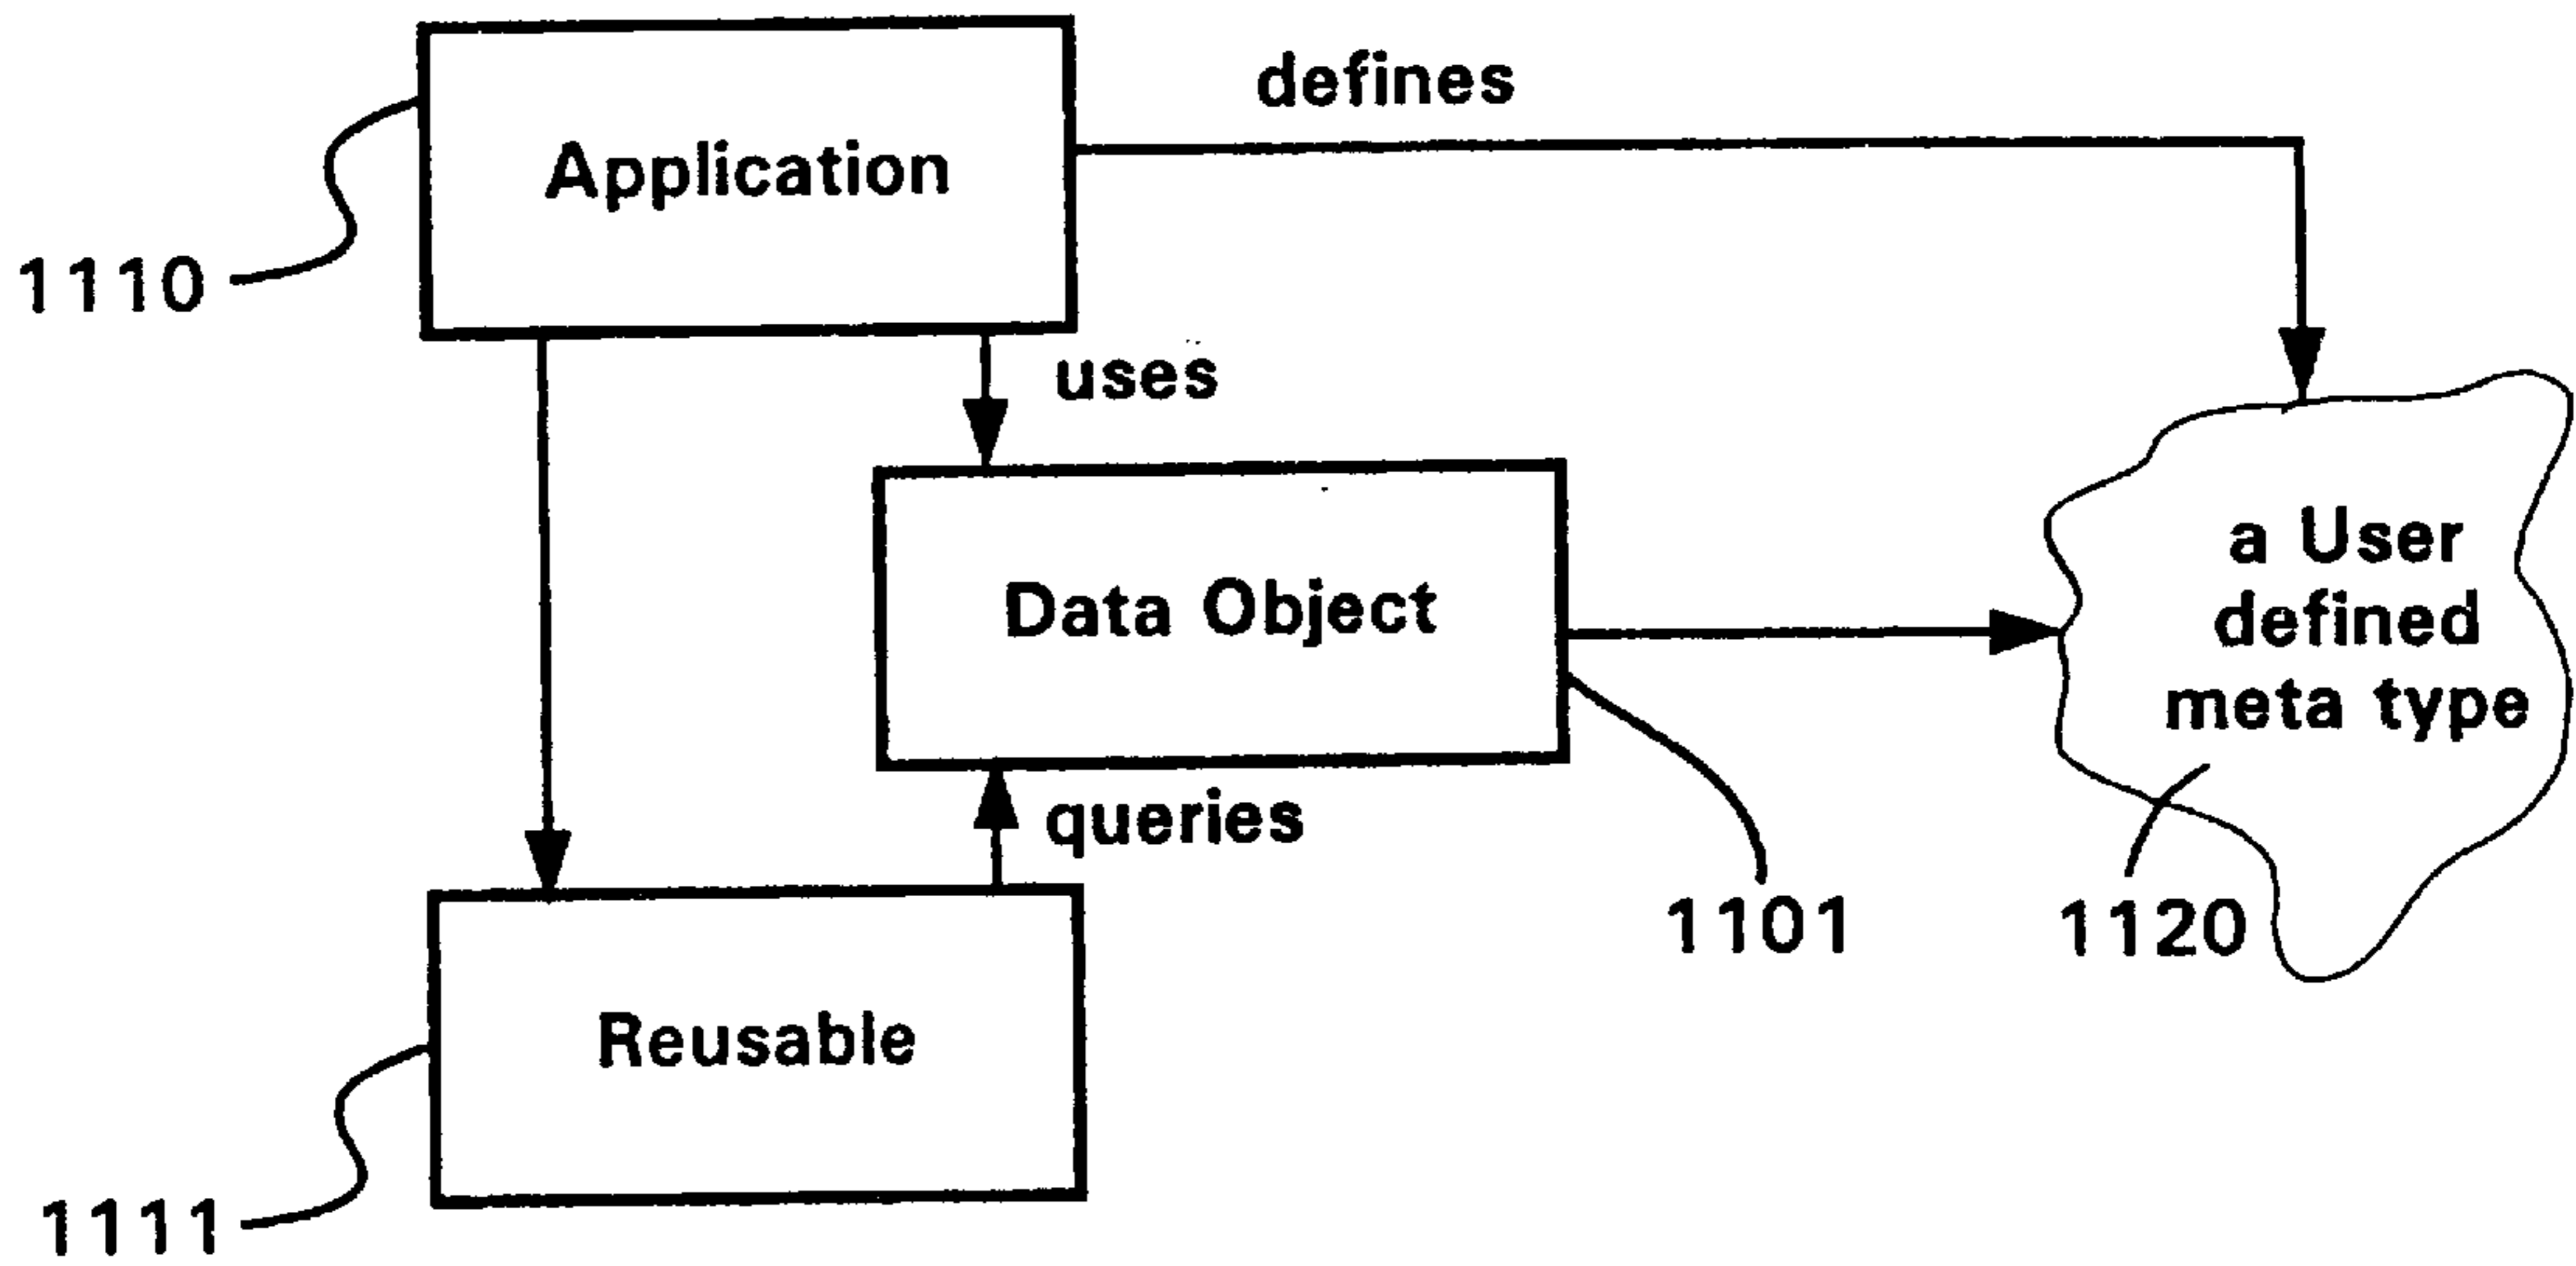 defines
Application
1110
uses
a User
defined
meta type
Data Object
queries
1101
1120
Reusable
1111